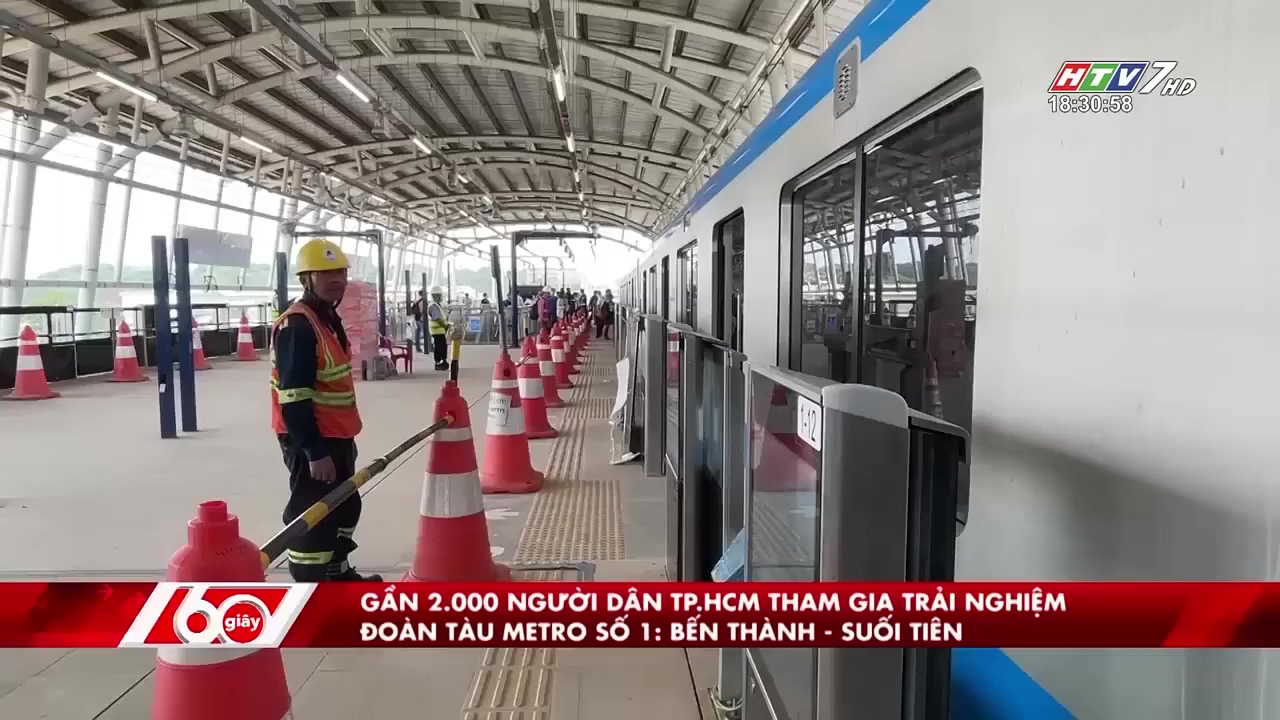 HTV7 HD
18:30:58
1-12
60 giây
GẦN 2.000 NGƯỜI DÂN TP.HCM THAM GIA TRẢI NGHIỆM
ĐOÀN TÀU METRO SỐ 1: BẾN THÀNH - SUỐI TIÊN